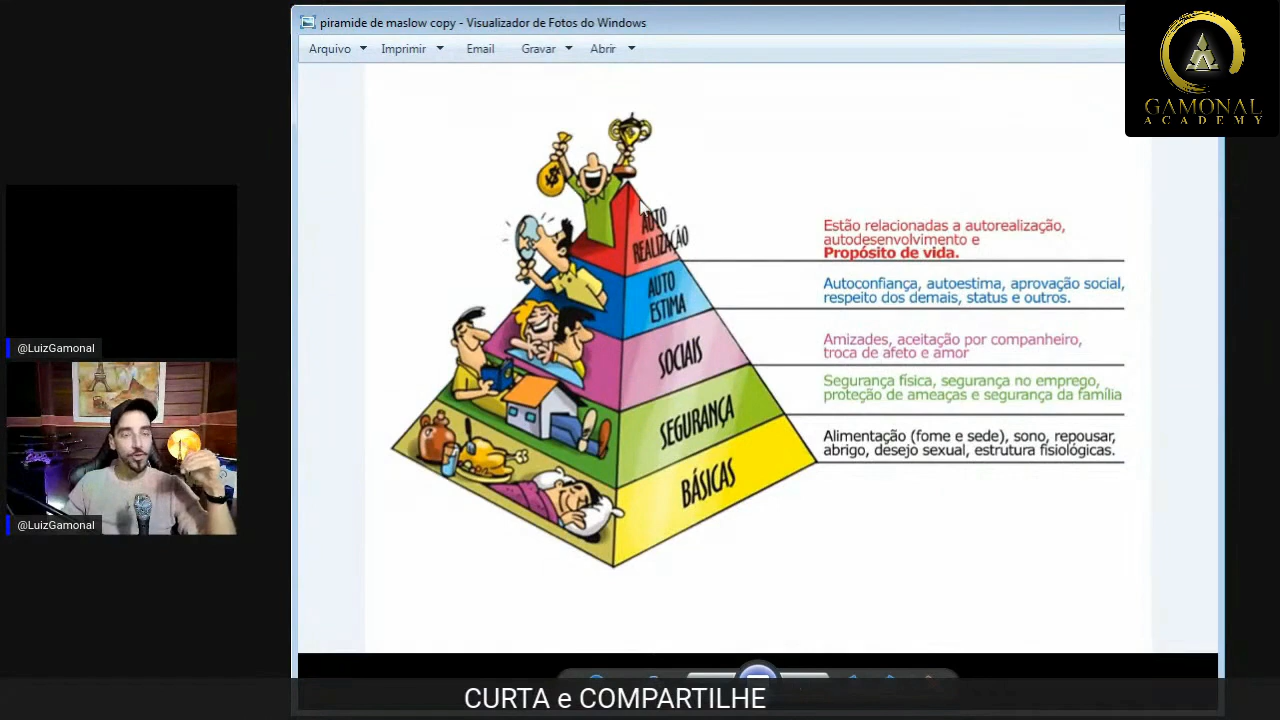 piramide de maslow copy - Visualizador de Fotos do Windows
Arquivo Imprimir Email Gravar Abrir
GAMONAL
ACADEMY
AUTO
REALIZAÇÃO
Estão relacionadas a autorealização,
autodesenvolvimento e
Propósito de vida.
AUTO
ESTIMA
Autoconfiança, autoestima, aprovação social,
respeito dos demais, status e outros.
SOCIAIS
Amizades, aceitação por companheiro,
troca de afeto e amor
SEGURANÇA
Segurança física, segurança no emprego,
proteção de ameaças e segurança da família
BÁSICAS
Alimentação (fome e sede), sono, repousar,
abrigo, desejo sexual, estrutura fisiológicas.
@LuizGamonal
@LuizGamonal
CURTA e COMPARTILHE